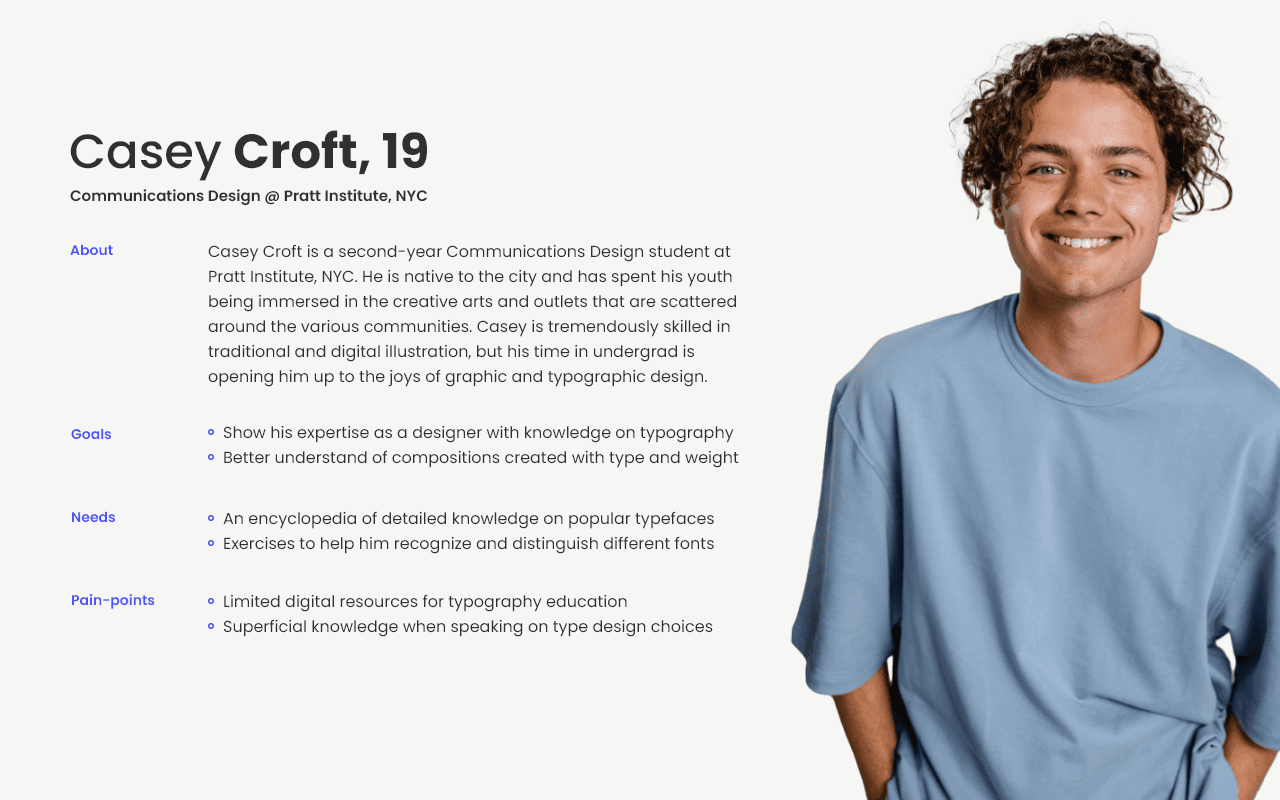 Casey Croft, 19
Communications Design @ Pratt Institute, NYC
About
Casey Croft is a second-year Communications Design student at
Pratt Institute, NYC. He is native to the city and has spent his youth
being immersed in the creative arts and outlets that are scattered
around the various communities. Casey is tremendously skilled in
traditional and digital illustration, but his time in undergrad is
opening him up to the joys of graphic and typographic design.
Goals
Show his expertise as a designer with knowledge on typography
Better understand of compositions created with type and weight
Needs
An encyclopedia of detailed knowledge on popular typefaces
Exercises to help him recognize and distinguish different fonts
Pain-points
Limited digital resources for typography education
Superficial knowledge when speaking on type design choices